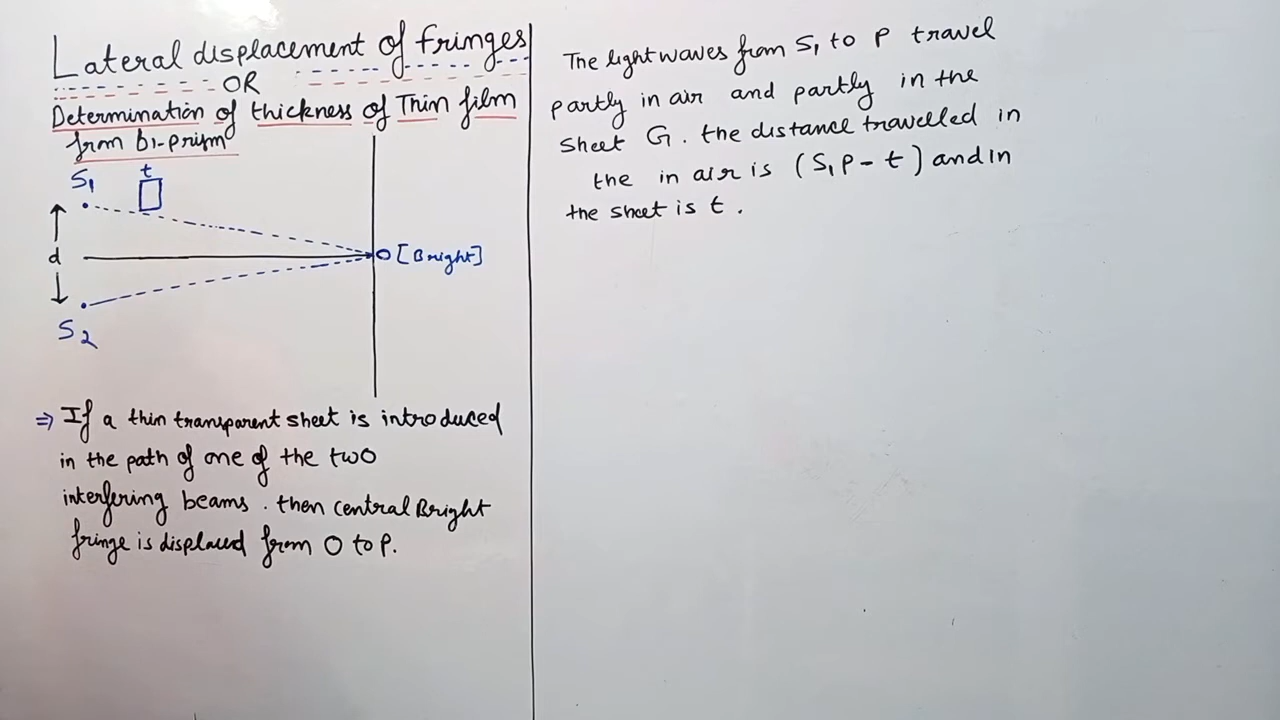 Lateral displacement of fringes
OR
Determination of thickness of Thin film
from bi-prism
S1
t
d
O [Bright]
S2
⇒ If a thin transparent sheet is introduced
in the path of one of the two
interfering beams. then central Bright
fringe is displaced from O to P.
The light waves from S1 to P travel
partly in air and partly in the
sheet G. the distance travelled in
the in air is (S1P - t) and in
the sheet is t.